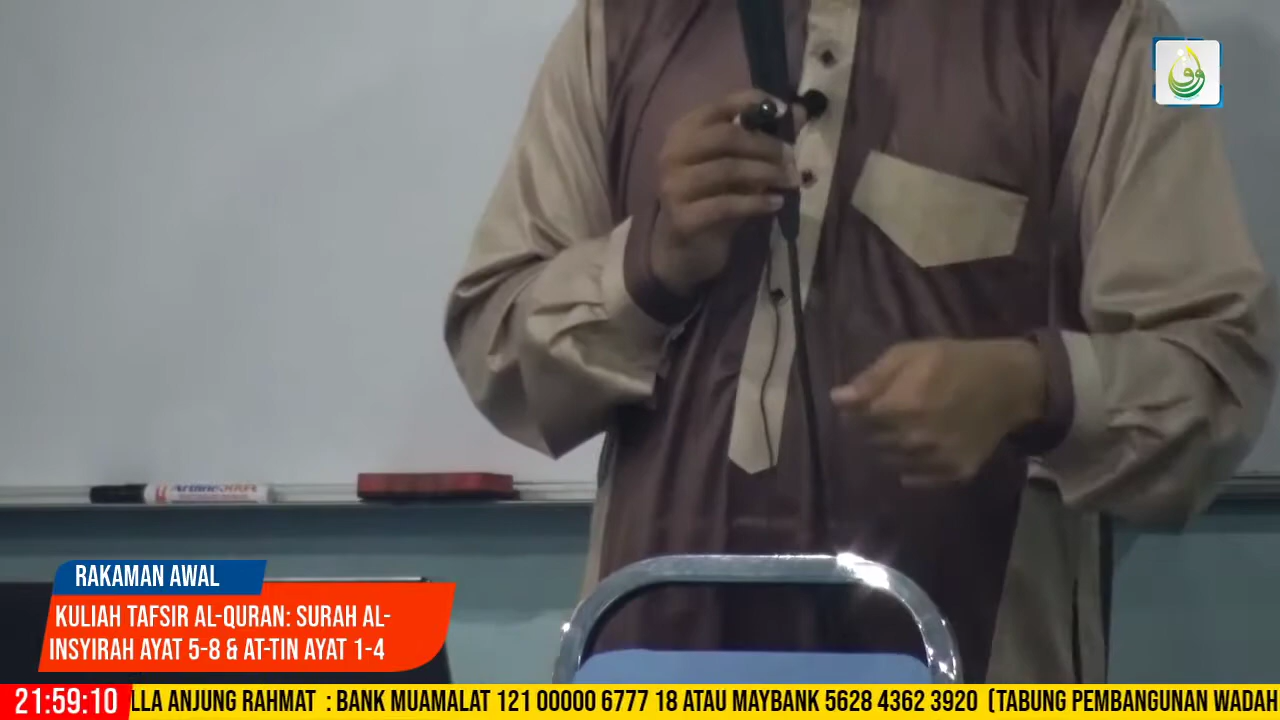 RAKAMAN AWAL
KULIAH TAFSIR AL-QURAN: SURAH AL-
INSYIRAH AYAT 5-8 & AT-TIN AYAT 1-4
21:59:10
LLA ANJUNG RAHMAT : BANK MUAMALAT 121 00000 6777 18 ATAU MAYBANK 5628 4362 3920 (TABUNG PEMBANGUNAN WADAH